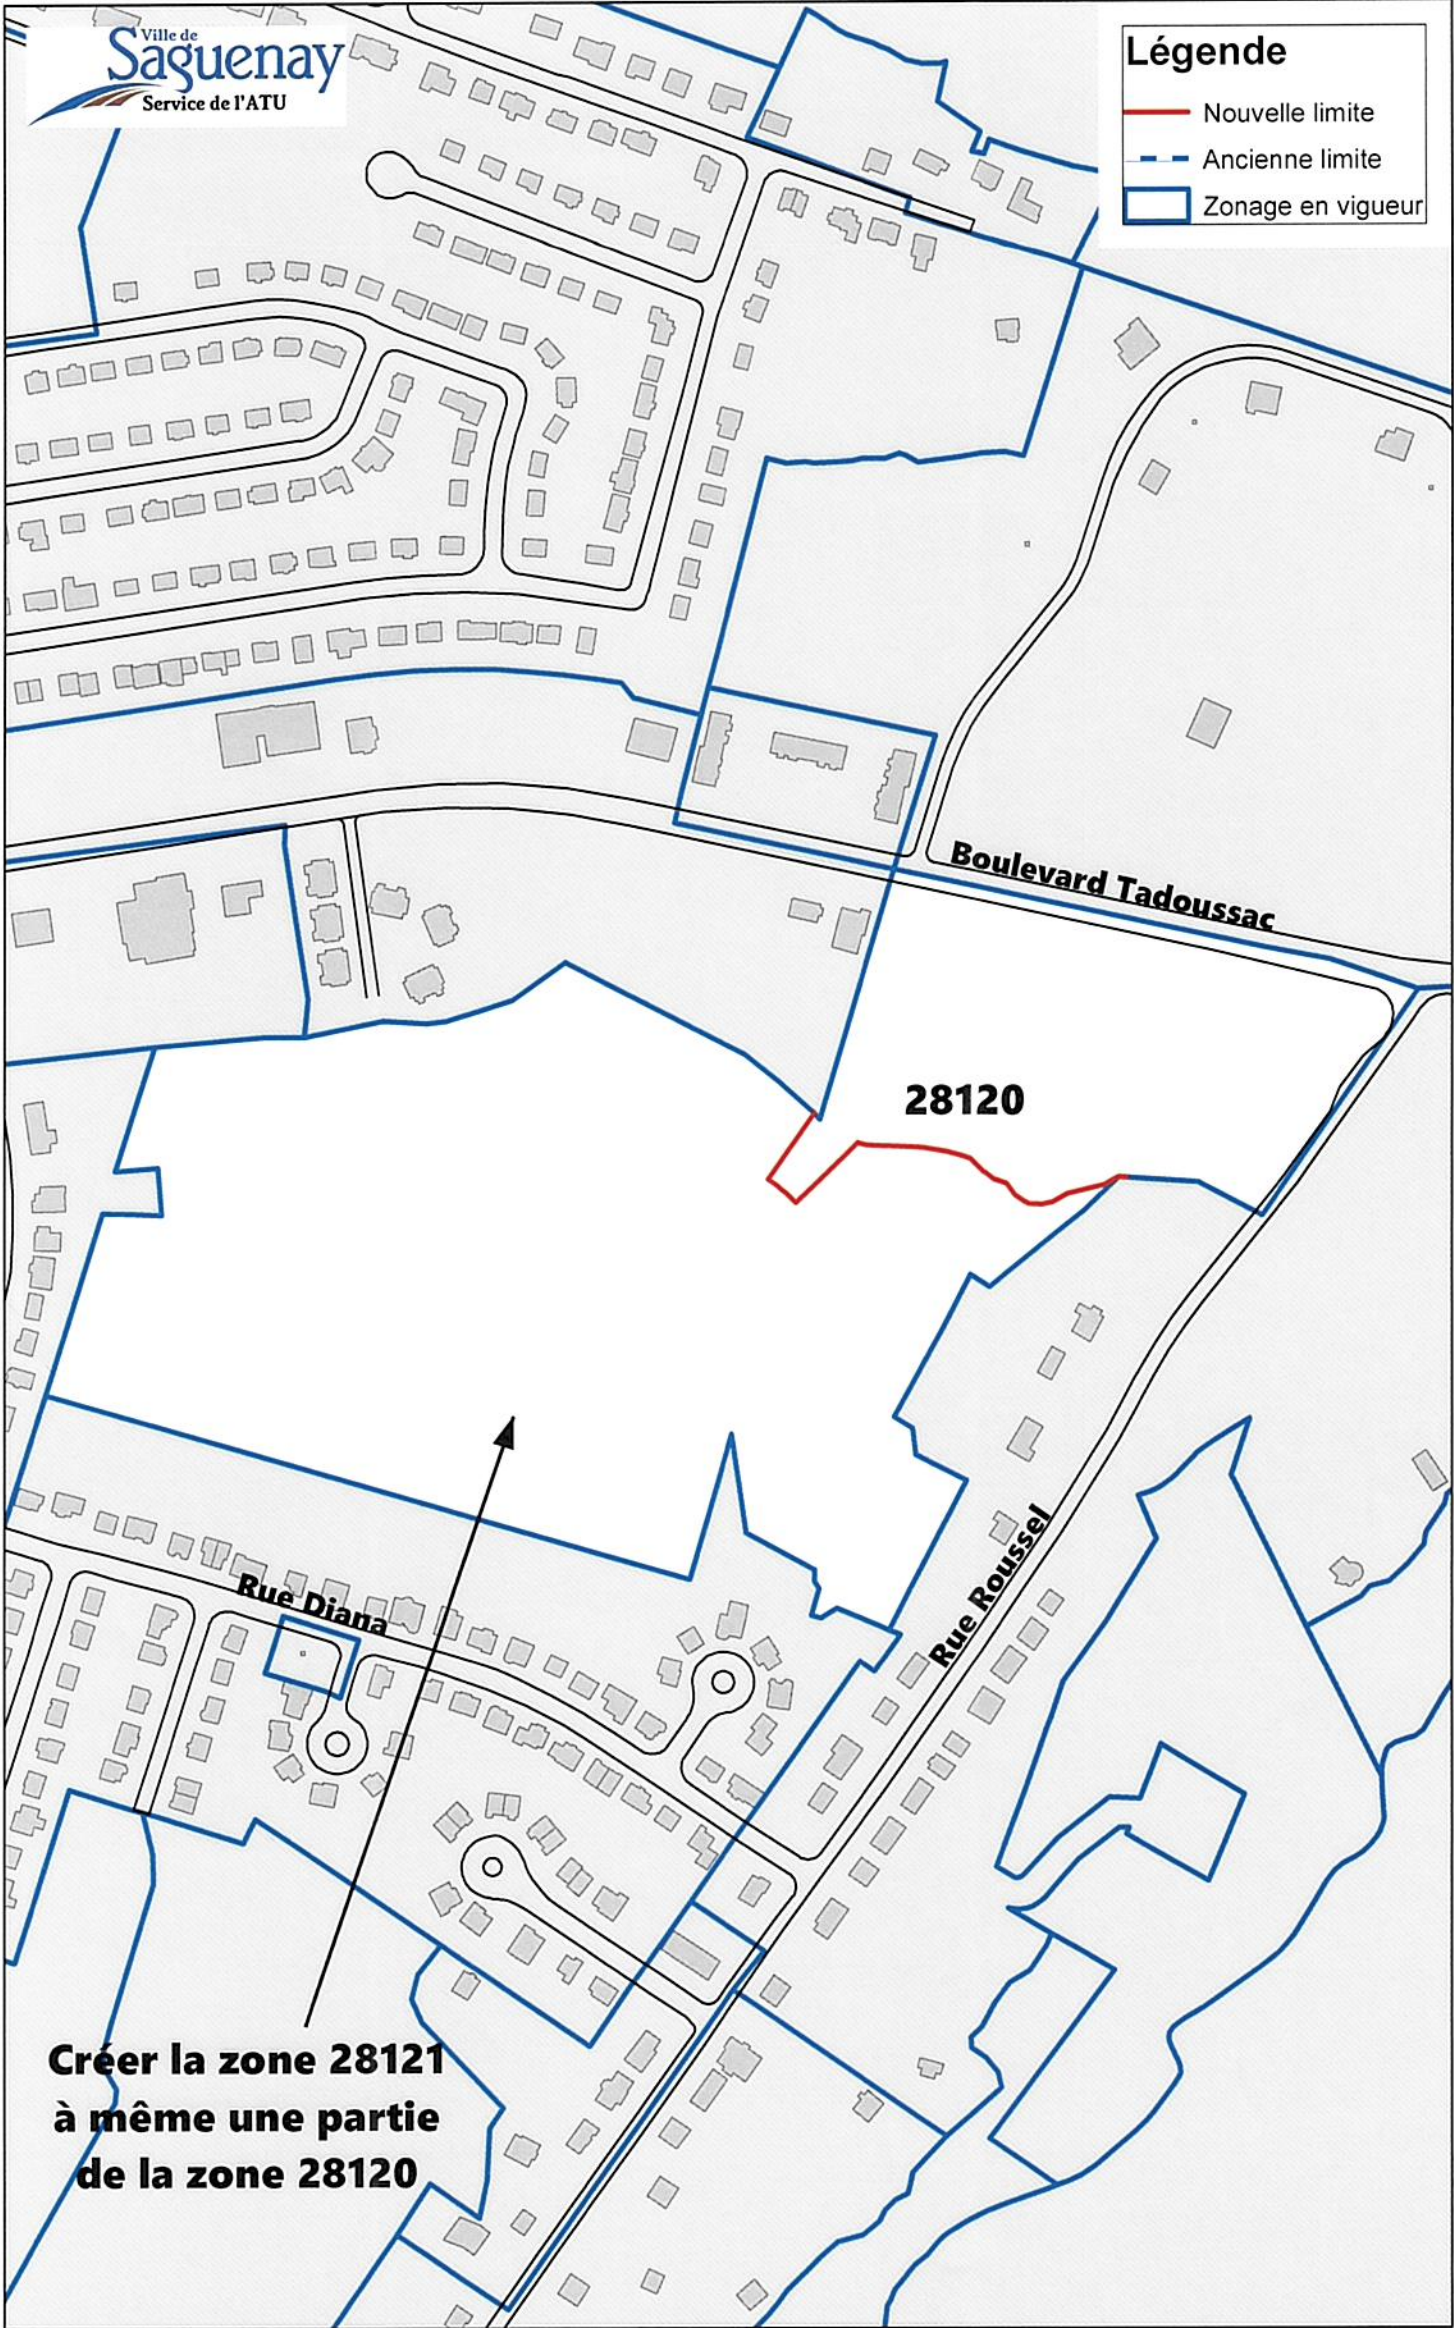 Ville de
Saguenay
Service de l'ATU
Légende
Nouvelle limite
Ancienne limite
Zonage en vigueur
Boulevard Tadoussac
28120
Rue Roussel
Rue Diana
Créer la zone 28121
à même une partie
de la zone 28120